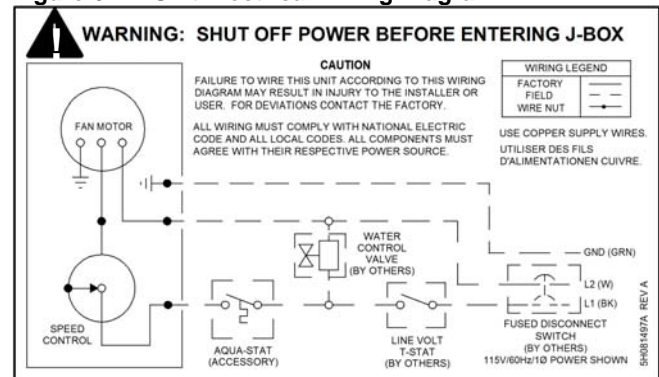 WARNING: SHUT OFF POWER BEFORE ENTERING J-BOX
CAUTION
FAILURE TO WIRE THIS UNIT ACCORDING TO THIS WIRING
DIAGRAM MAY RESULT IN INJURY TO THE INSTALLER OR
USER. FOR DEVIATIONS CONTACT THE FACTORY.
ALL WIRING MUST COMPLY WITH NATIONAL ELECTRIC
CODE AND ALL LOCAL CODES. ALL COMPONENTS MUST
AGREE WITH THEIR RESPECTIVE POWER SOURCE.
WIRING LEGEND
FACTORY
FIELD
WIRE NUT
USE COPPER SUPPLY WIRES.
UTILISER DES FILS
D'ALIMENTATIONEN CUIVRE.
FAN MOTOR
WATER
CONTROL
VALVE
(BY OTHERS)
GND (GRN)
L2 (W)
L1 (BK)
SPEED
CONTROL
AQUA-STAT
(ACCESSORY)
LINE VOLT
T-STAT
(BY OTHERS)
FUSED DISCONNECT
SWITCH
(BY OTHERS)
115V/60Hz/1Ø POWER SHOWN
5H081497A REV A